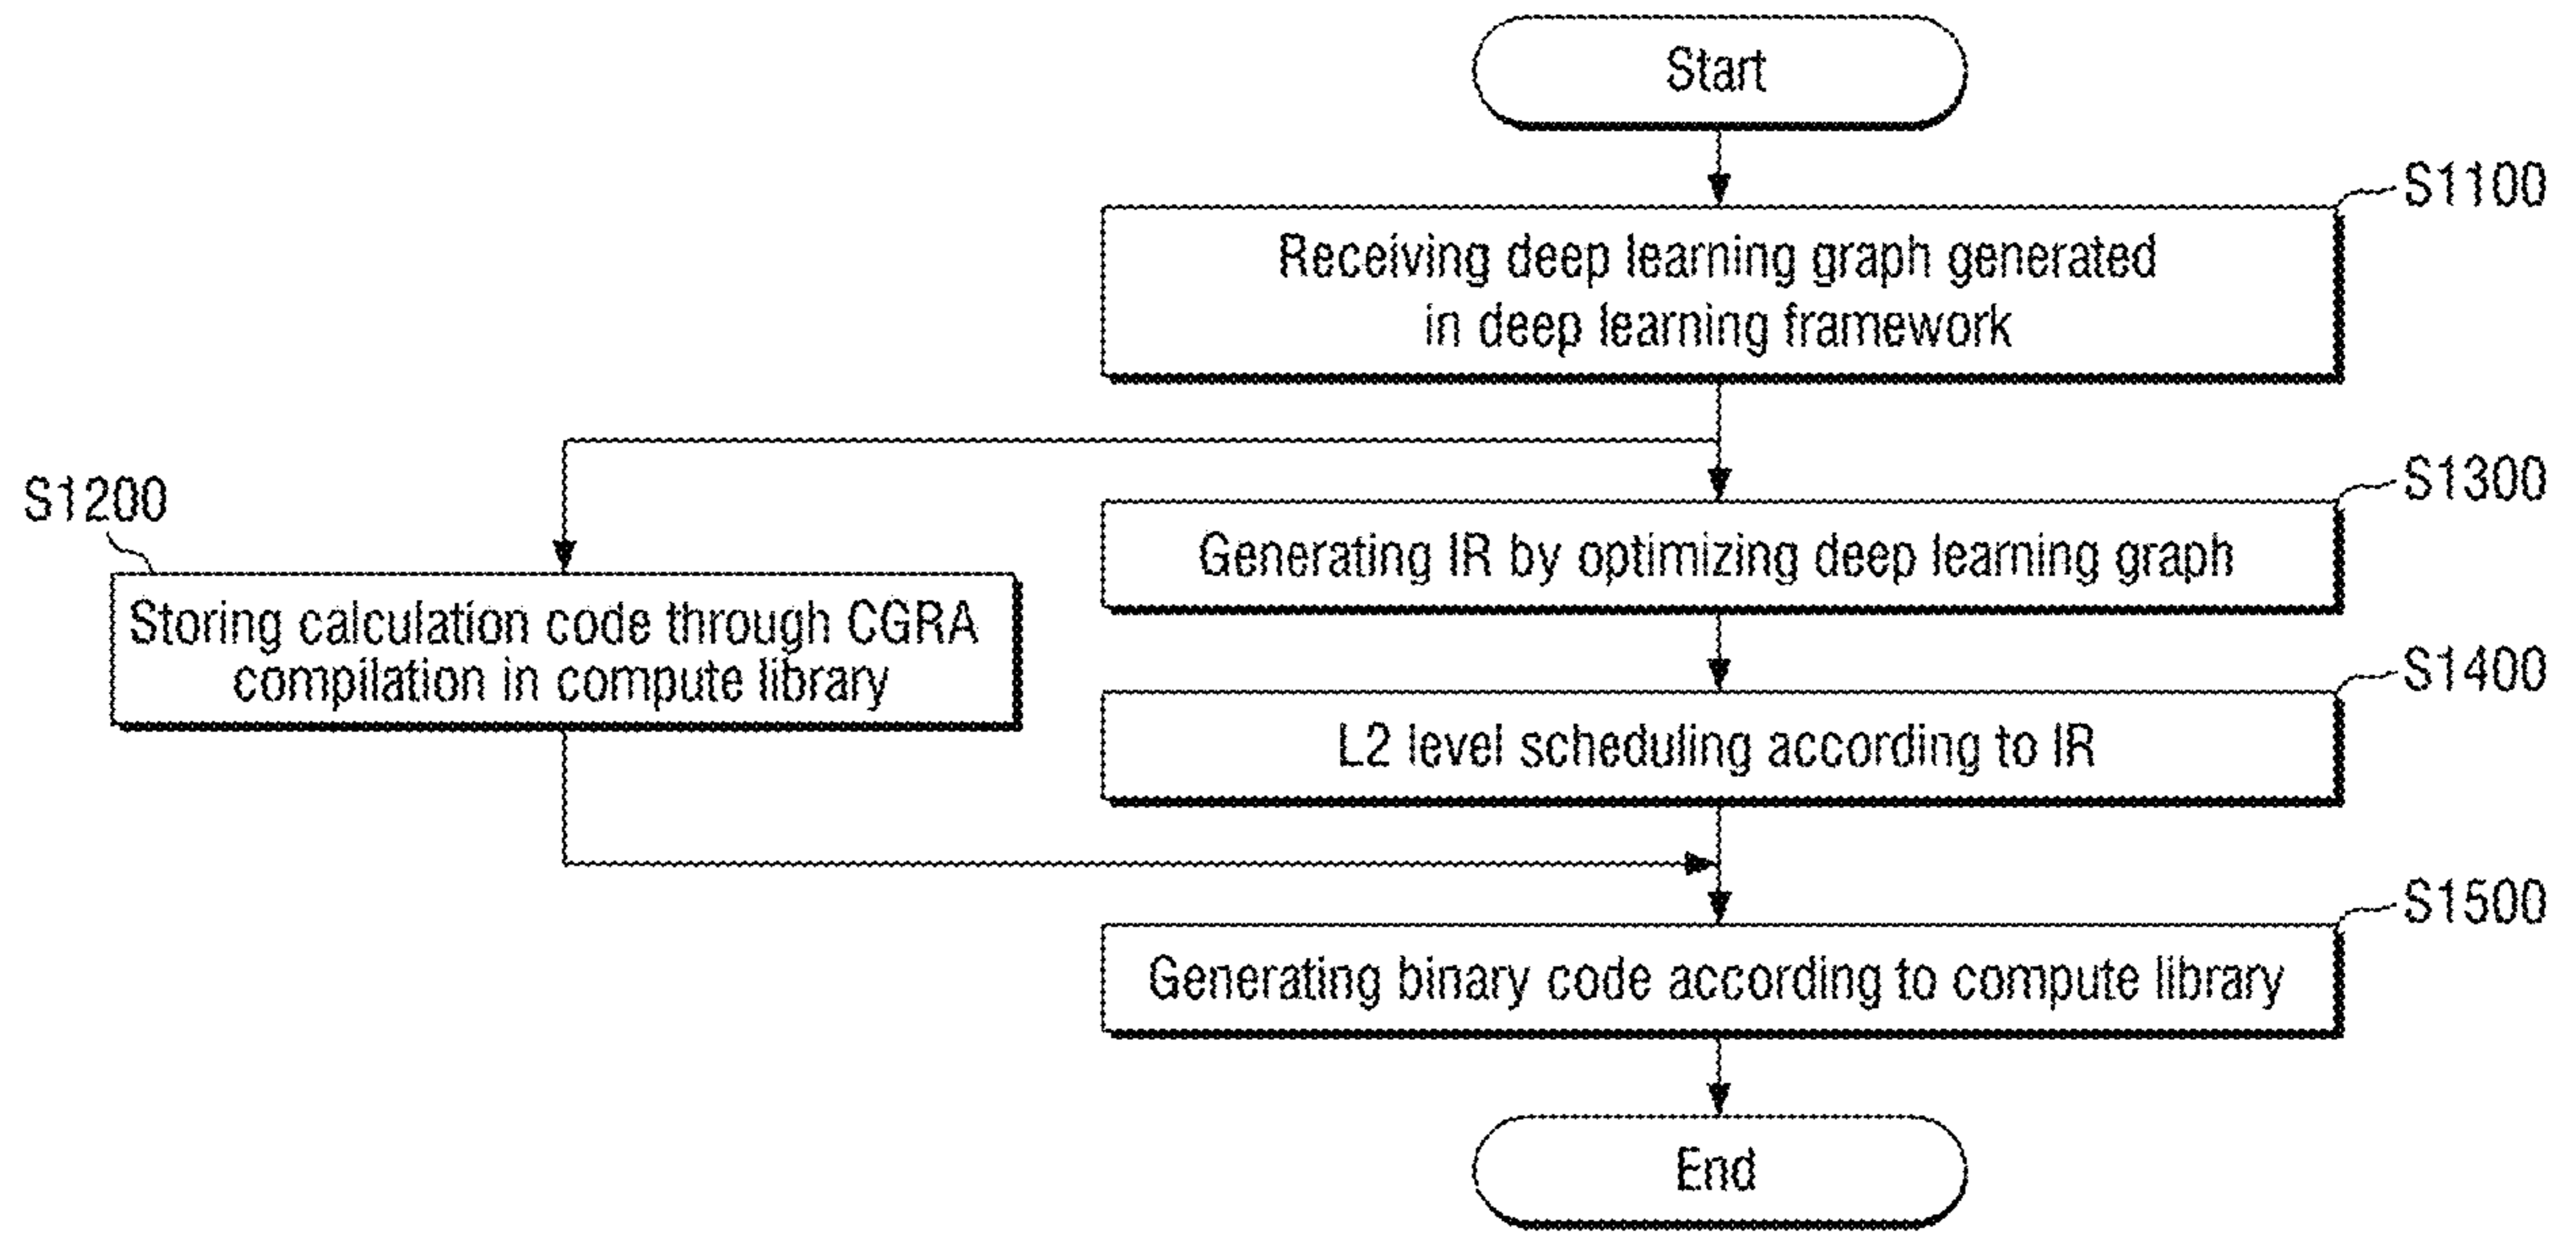 Start
S1100
Receiving deep learning graph generated
in deep learning framework
S1300
S1200
Generating IR by optimizing deep learning graph
Storing calculation code through CGRA
compilation in compute library
S1400
L2 level scheduling according to IR
S1500
Generating binary code according to compute library
End